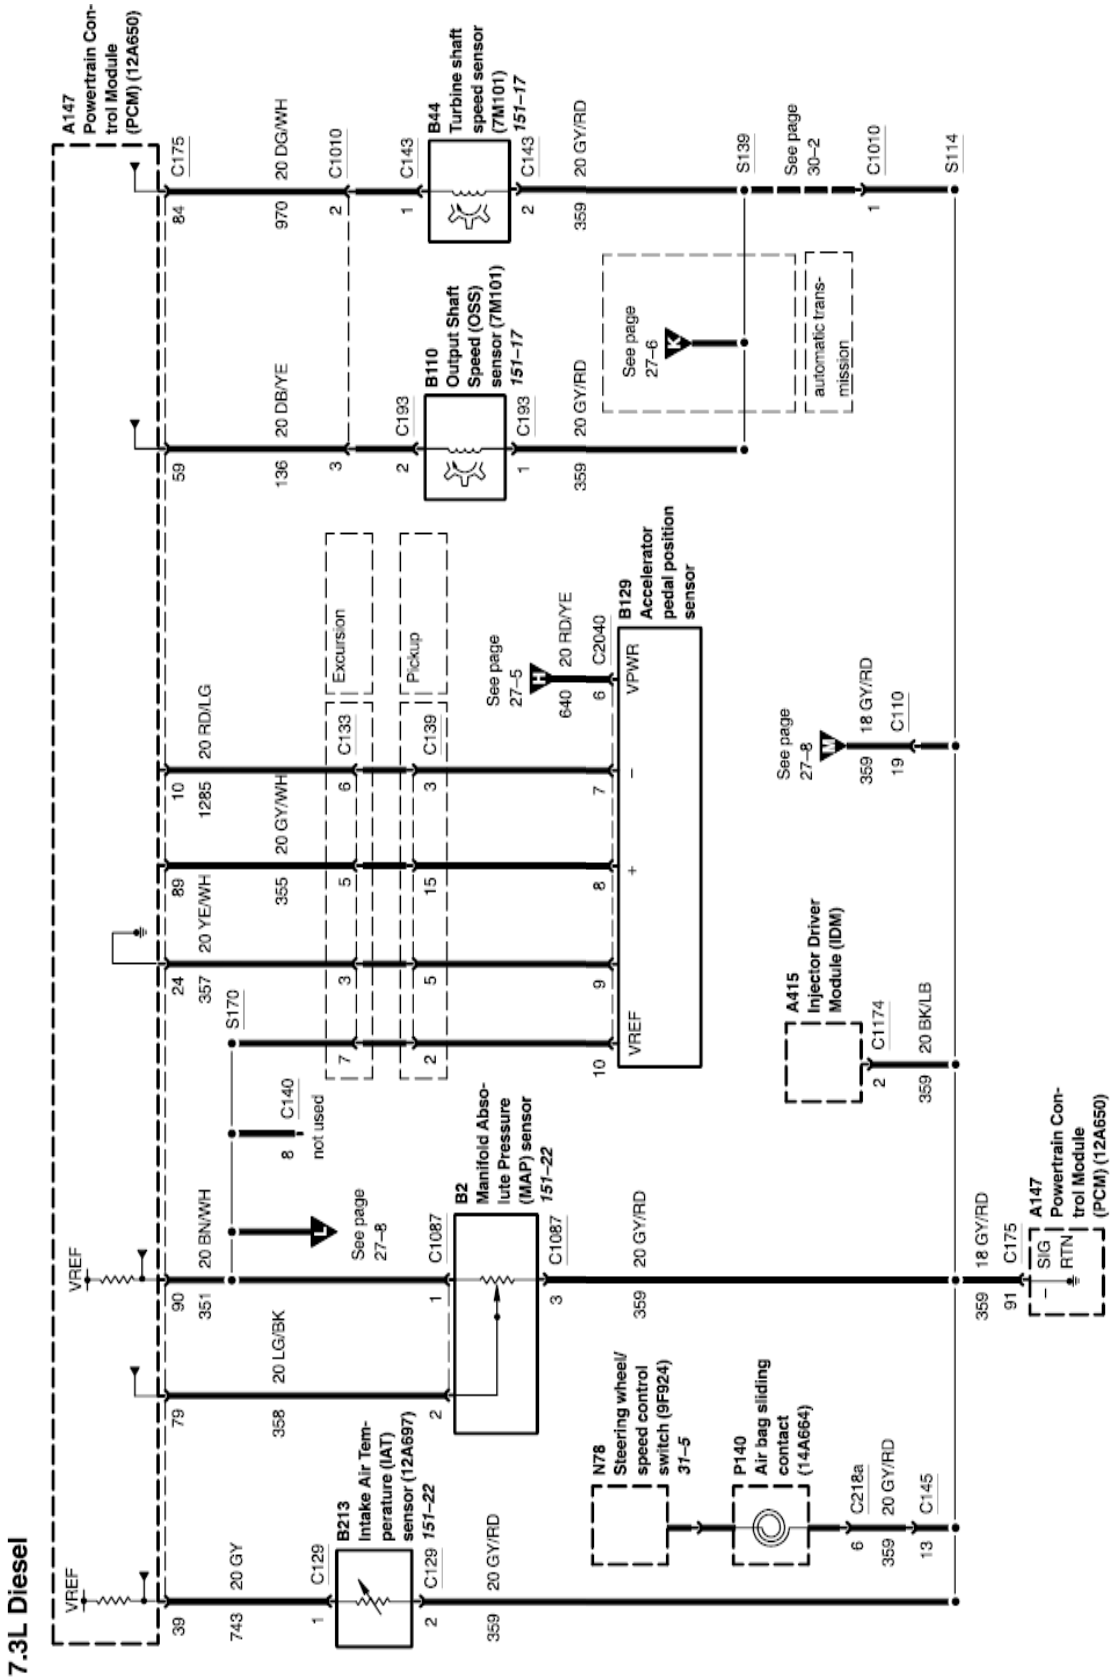 7.3L Diesel
A147
Powertrain Con-
trol Module
(PCM) (12A650)
VREF
VREF
39
79
90
24
89
10
59
84
C175
743
20 GY
358
20 LG/BK
351
20 BN/WH
S170
357
20 YE/WH
355
20 GY/WH
1285
20 RD/LG
136
20 DB/YE
970
20 DG/WH
8
C140
not used
L
See page
27-8
7
3
5
6
C133
Excursion
2
5
15
3
C139
Pickup
3
2
C1010
1
C129
B213
Intake Air Tem-
perature (IAT)
sensor (12A697)
151-22
2
C129
359
20 GY/RD
2
1
C1087
B2
Manifold Abso-
lute Pressure
(MAP) sensor
151-22
3
C1087
359
20 GY/RD
See page
27-5
H
640
20 RD/YE
10
9
8
7
6
C2040
VREF
+
–
VPWR
B129
Accelerator
pedal position
sensor
2
C193
B110
Output Shaft
Speed (OSS)
sensor (7M101)
151-17
1
C193
359
20 GY/RD
1
C143
B44
Turbine shaft
speed sensor
(7M101)
151-17
2
C143
359
20 GY/RD
See page
27-6
K
automatic trans-
mission
S139
See page
30-2
1
C1010
S114
N78
Steering wheel/
speed control
switch (9F924)
31-5
P140
Air bag sliding
contact
(14A664)
6
C218a
359
20 GY/RD
13
C145
A415
Injector Driver
Module (IDM)
2
C1174
359
20 BK/LB
See page
27-8
M
359
18 GY/RD
19
C110
359
18 GY/RD
91
C175
– SIG
RTN
A147
Powertrain Con-
trol Module
(PCM) (12A650)